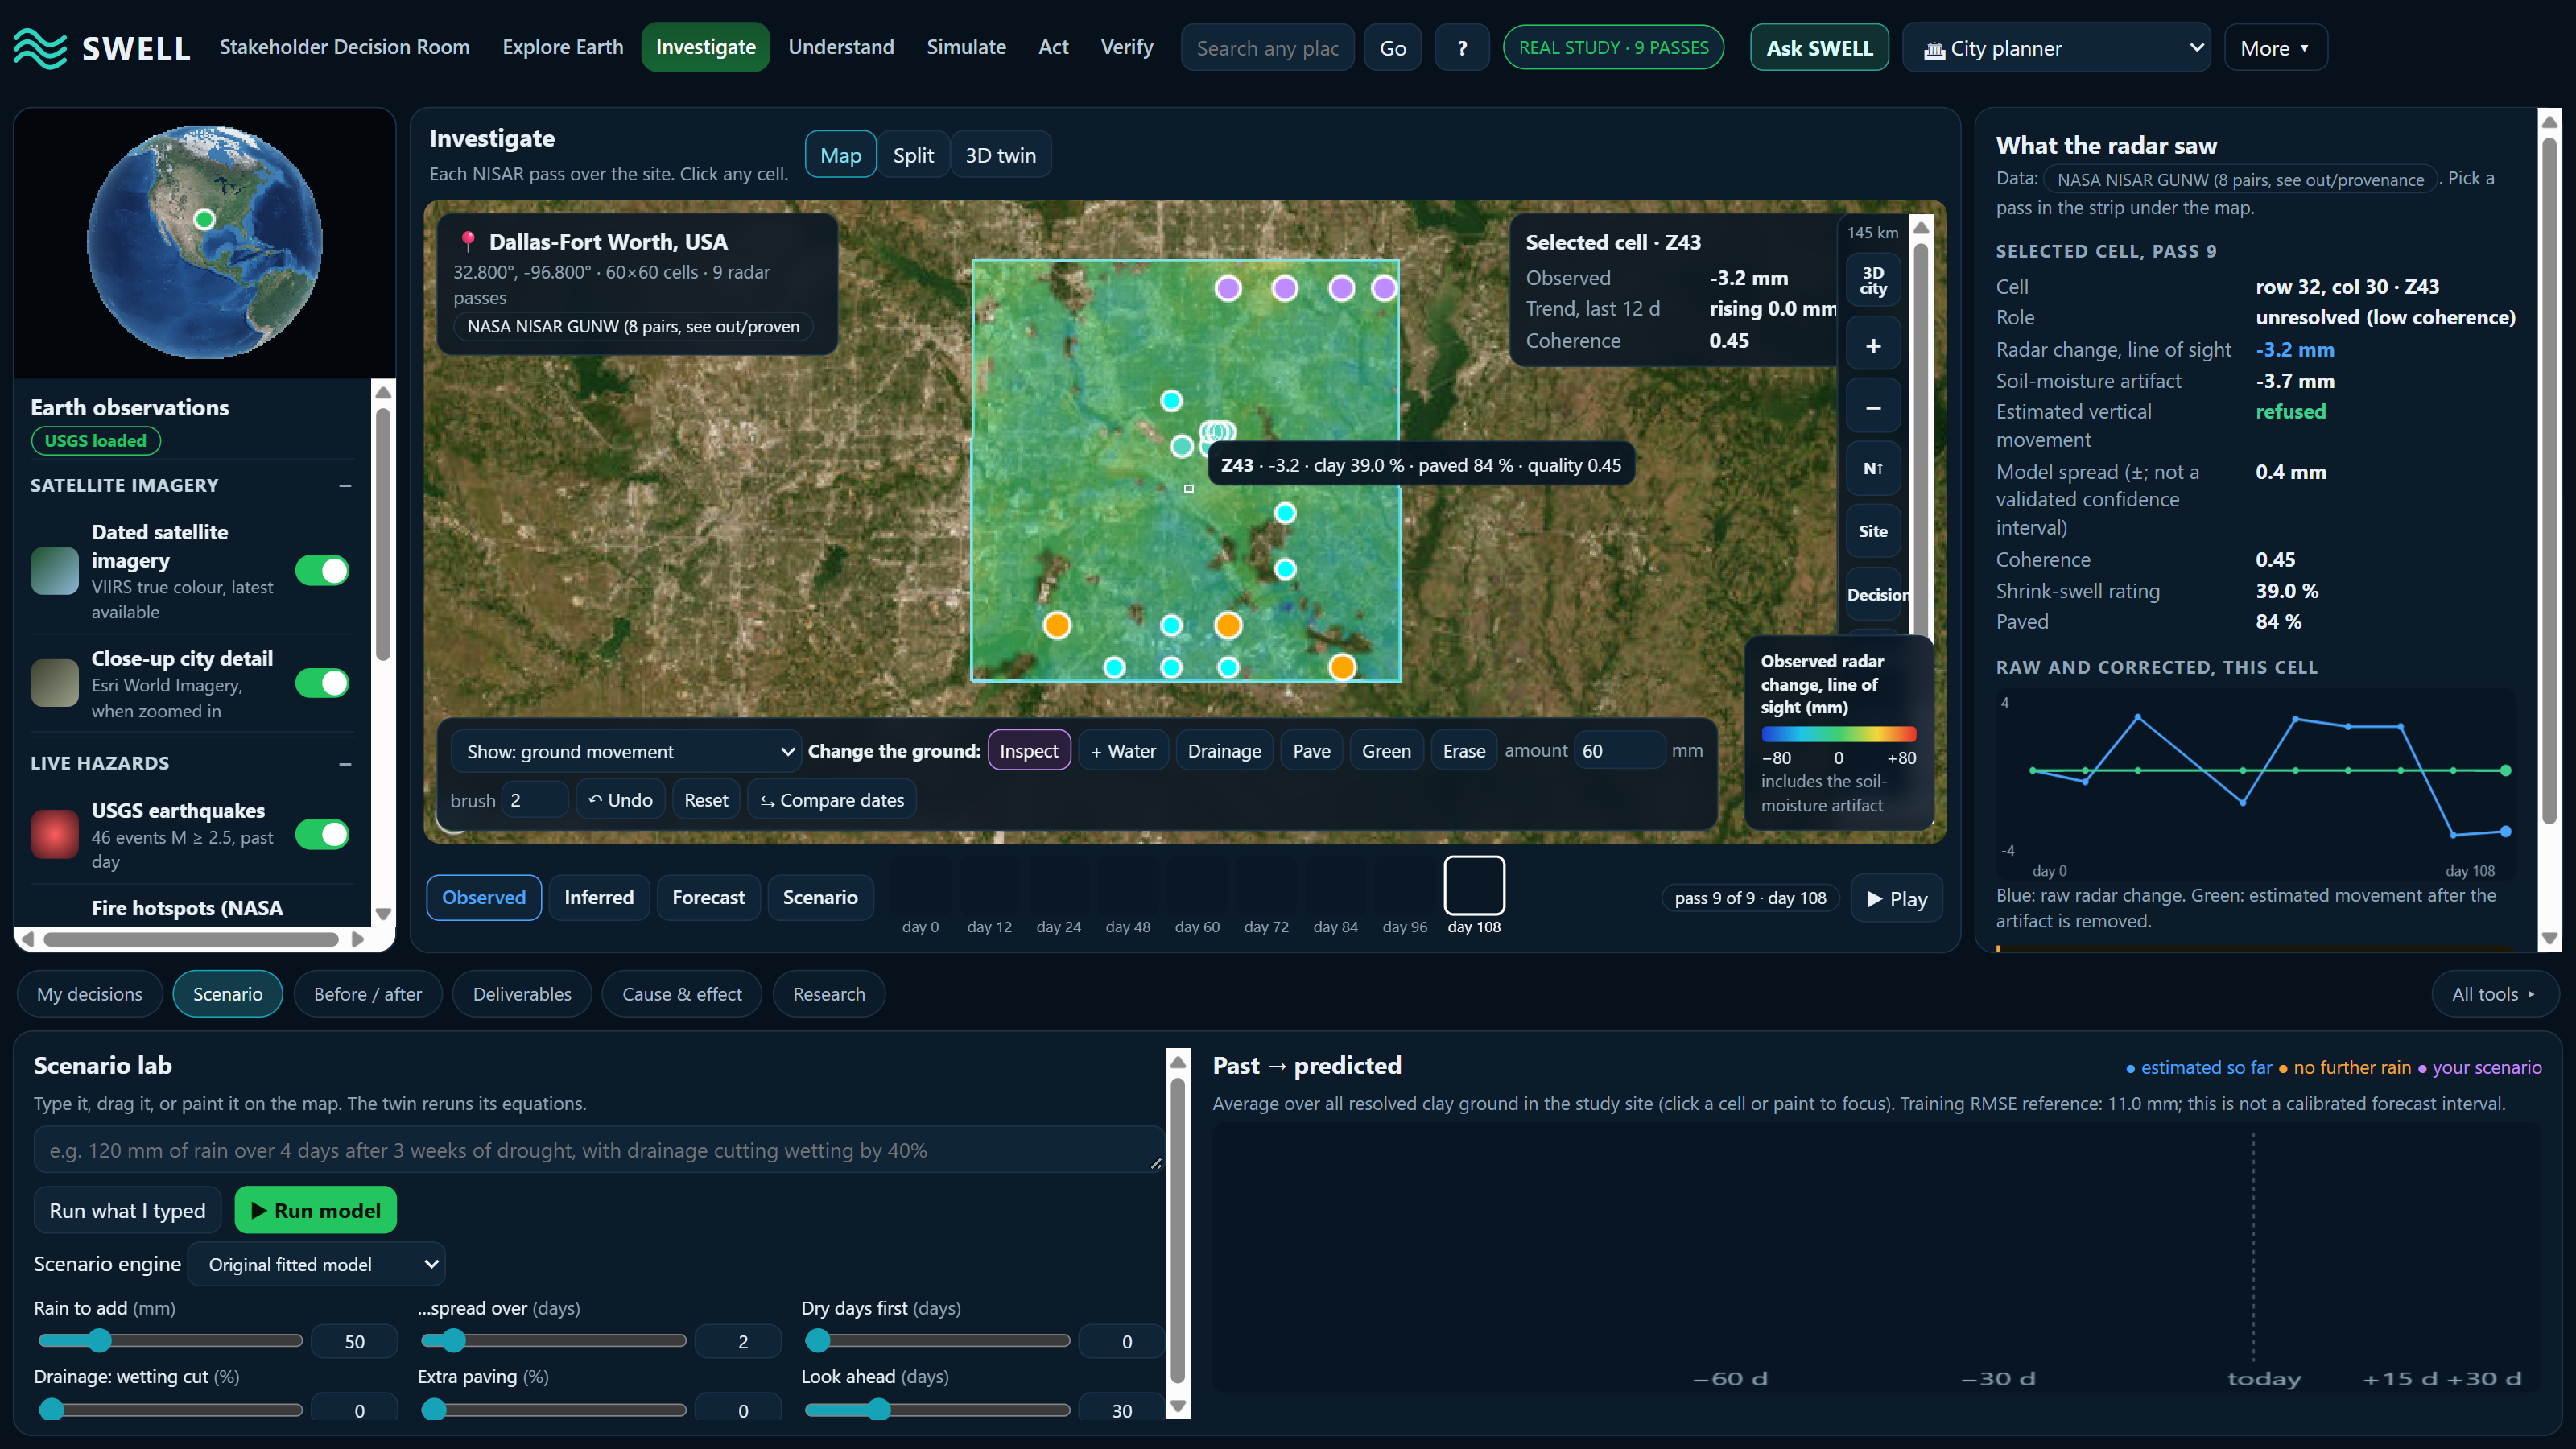 SWELL
Stakeholder Decision Room
Explore Earth
Investigate
Understand
Simulate
Act
Verify
Search any plac
Go
?
REAL STUDY · 9 PASSES
Ask SWELL
City planner
More ▾
Earth observations
USGS loaded
SATELLITE IMAGERY
Dated satellite
imagery
VIIRS true colour, latest
available
Close-up city detail
Esri World Imagery,
when zoomed in
LIVE HAZARDS
USGS earthquakes
46 events M ≥ 2.5, past
day
Fire hotspots (NASA
Investigate
Each NISAR pass over the site. Click any cell.
Map
Split
3D twin
Dallas-Fort Worth, USA
32.800°, -96.800° · 60×60 cells · 9 radar
passes
NASA NISAR GUNW (8 pairs, see out/proven
Selected cell · Z43
Observed -3.2 mm
Trend, last 12 d rising 0.0 mm
Coherence 0.45
145 km
3D
city
+
−
N↑
Site
Decision
Z43 · -3.2 · clay 39.0 % · paved 84 % · quality 0.45
Observed radar
change, line of
sight (mm)
−80 0 +80
includes the soil-
moisture artifact
Show: ground movement
Change the ground:
Inspect
+ Water
Drainage
Pave
Green
Erase
amount 60 mm
brush 2
↶ Undo
Reset
⇆ Compare dates
Observed
Inferred
Forecast
Scenario
day 0
day 12
day 24
day 48
day 60
day 72
day 84
day 96
day 108
pass 9 of 9 · day 108
▶ Play
What the radar saw
Data: NASA NISAR GUNW (8 pairs, see out/provenance . Pick a
pass in the strip under the map.
SELECTED CELL, PASS 9
Cell row 32, col 30 · Z43
Role unresolved (low coherence)
Radar change, line of sight -3.2 mm
Soil-moisture artifact -3.7 mm
Estimated vertical refused
movement
Model spread (±; not a 0.4 mm
validated confidence
interval)
Coherence 0.45
Shrink-swell rating 39.0 %
Paved 84 %
RAW AND CORRECTED, THIS CELL
4
-4
day 0 day 108
Blue: raw radar change. Green: estimated movement after the
artifact is removed.
My decisions
Scenario
Before / after
Deliverables
Cause & effect
Research
All tools ▸
Scenario lab
Type it, drag it, or paint it on the map. The twin reruns its equations.
e.g. 120 mm of rain over 4 days after 3 weeks of drought, with drainage cutting wetting by 40%
Run what I typed
▶ Run model
Scenario engine Original fitted model
Rain to add (mm) ...spread over (days) Dry days first (days)
50 2 0
Drainage: wetting cut (%) Extra paving (%) Look ahead (days)
0 0 30
Past → predicted
● estimated so far ● no further rain ● your scenario
Average over all resolved clay ground in the study site (click a cell or paint to focus). Training RMSE reference: 11.0 mm; this is not a calibrated forecast interval.
−60 d −30 d today +15 d +30 d